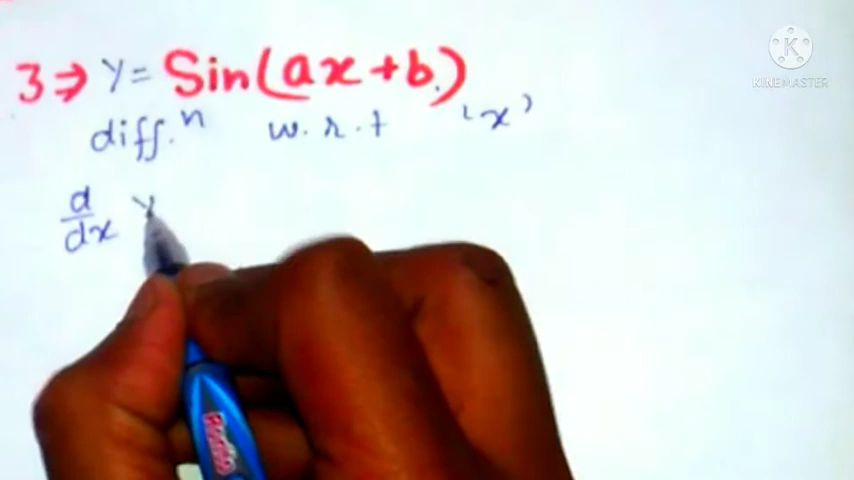 3⇒ y = Sin(ax+b)
diff.ⁿ w.r.t 'x'
d/dx y
KINEMASTER